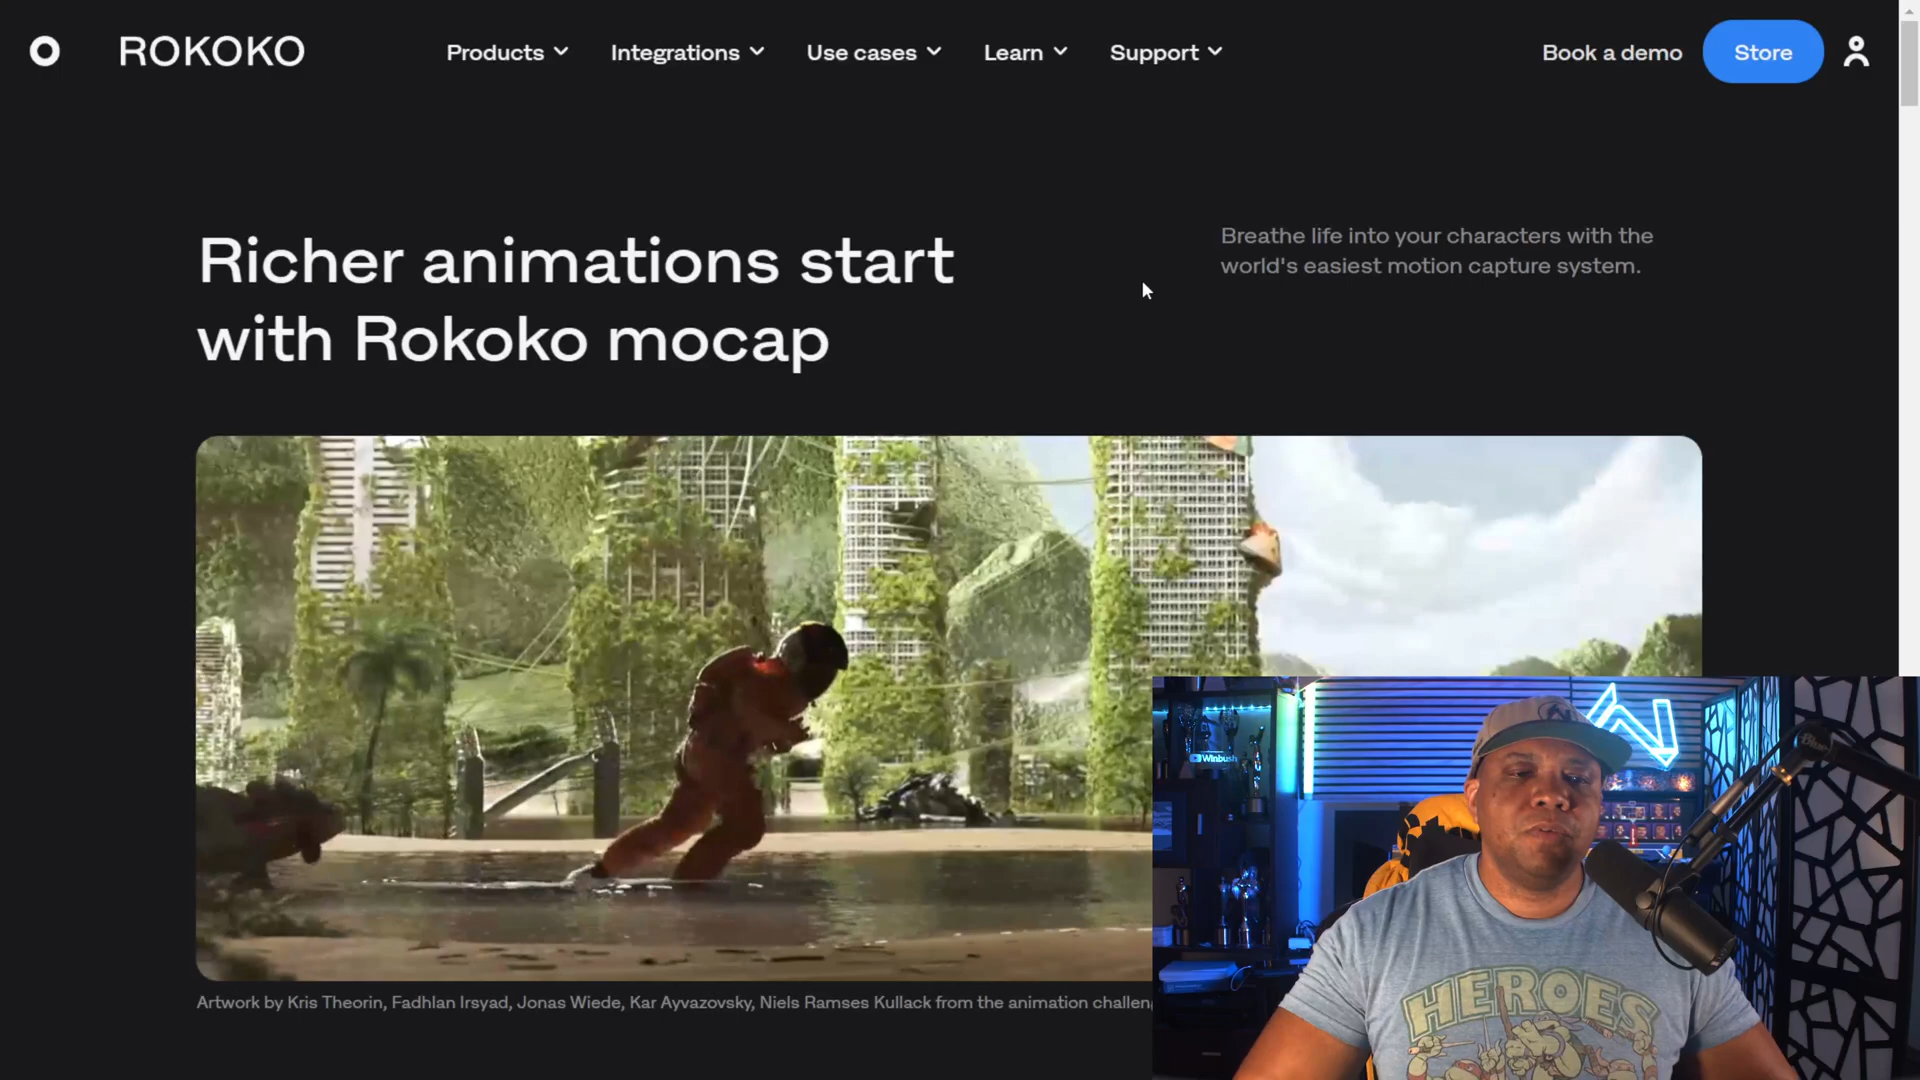 ROKOKO
Products
Integrations
Use cases
Learn
Support
Book a demo
Store
Richer animations start
with Rokoko mocap
Breathe life into your characters with the
world's easiest motion capture system.
Artwork by Kris Theorin, Fadhlan Irsyad, Jonas Wiede, Kar Ayvazovsky, Niels Ramses Kullack from the animation challen
Winbush
Blue
HEROES